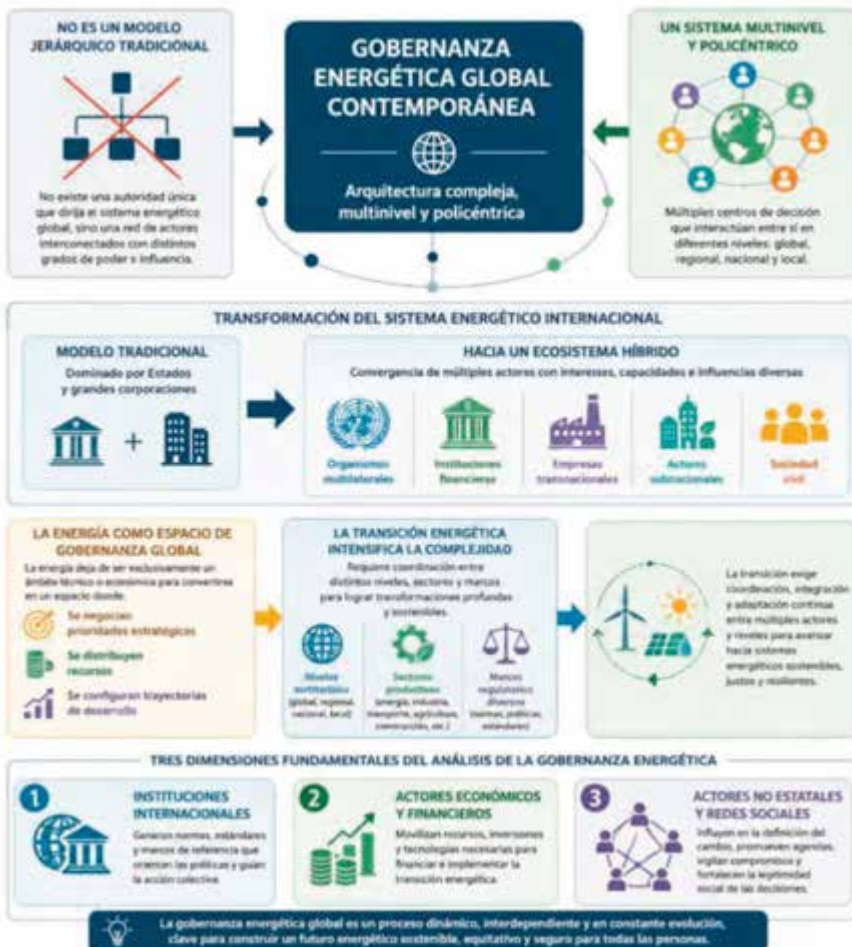 NO ES UN MODELO
JERÁRQUICO TRADICIONAL
No existe una autoridad única
que dirija el sistema energético
global, sino una red de actores
interconectados con distintos
grados de poder e influencia.
GOBERNANZA
ENERGÉTICA GLOBAL
CONTEMPORÁNEA
Arquitectura compleja,
multinivel y policéntrica
UN SISTEMA MULTINIVEL
Y POLICÉNTRICO
Múltiples centros de decisión
que interactúan entre sí en
diferentes niveles: global,
regional, nacional y local.
TRANSFORMACIÓN DEL SISTEMA ENERGÉTICO INTERNACIONAL
MODELO TRADICIONAL
Dominado por Estados
y grandes corporaciones
+
HACIA UN ECOSISTEMA HÍBRIDO
Convergencia de múltiples actores con intereses, capacidades e influencias diversas
Organismos
multilaterales
Instituciones
financieras
Empresas
transnacionales
Actores
subnacionales
Sociedad
civil
LA ENERGÍA COMO ESPACIO DE
GOBERNANZA GLOBAL
La energía deja de ser exclusivamente un
ámbito técnico o económico para convertirse
en un espacio donde:
Se negocian
prioridades estratégicas
Se distribuyen
recursos
Se configuran trayectorias
de desarrollo
LA TRANSICIÓN ENERGÉTICA
INTENSIFICA LA COMPLEJIDAD
Requiere coordinación entre
distintos niveles, sectores y marcos
para lograr transformaciones profundas
y sostenibles.
Niveles
territoriales
(global, regional,
nacional, local)
Sectores
productivos
(energía, industria,
transporte, agricultura,
construcción, etc.)
Marcos
regulatorios
diversos
(normas, políticas,
estándares)
La transición exige
coordinación, integración
y adaptación continua
entre múltiples actores
y niveles para avanzar
hacia sistemas
energéticos sostenibles,
justos y resilientes.
TRES DIMENSIONES FUNDAMENTALES DEL ANÁLISIS DE LA GOBERNANZA ENERGÉTICA
1
INSTITUCIONES
INTERNACIONALES
Generan normas, estándares
y marcos de referencia que
orientan las políticas y guían
la acción colectiva.
2
ACTORES ECONÓMICOS
Y FINANCIEROS
Movilizan recursos, inversiones
y tecnologías necesarias para
financiar e implementar la
transición energética.
3
ACTORES NO ESTATALES
Y REDES SOCIALES
Influyen en la definición del
cambio, promueven agendas,
vigilan compromisos y
fortalecen la legitimidad
social de las decisiones.
La gobernanza energética global es un proceso dinámico, interdependiente y en constante evolución,
clave para construir un futuro energético sostenible, equitativo y seguro para todas las personas.